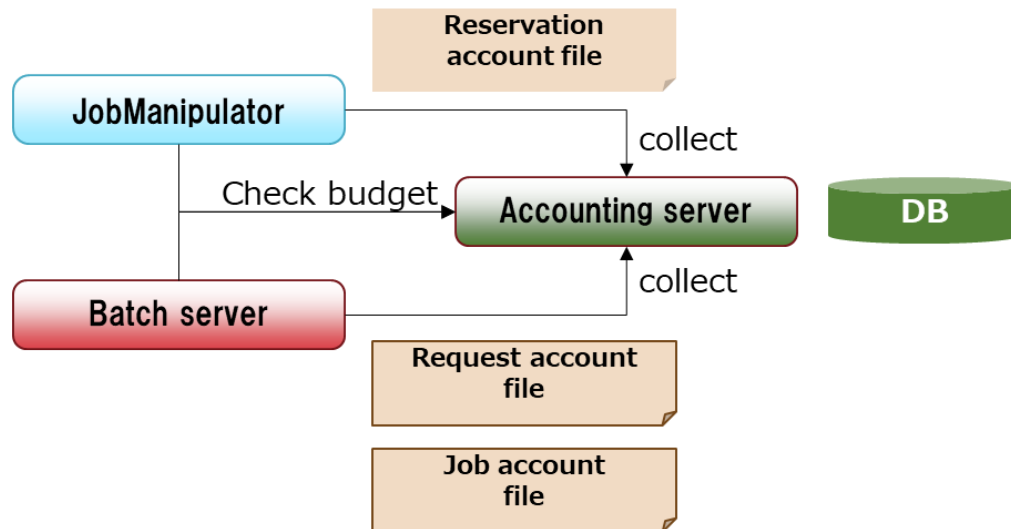 Reservation
account file
JobManipulator
collect
Check budget
Accounting server
DB
collect
Batch server
Request account
file
Job account
file